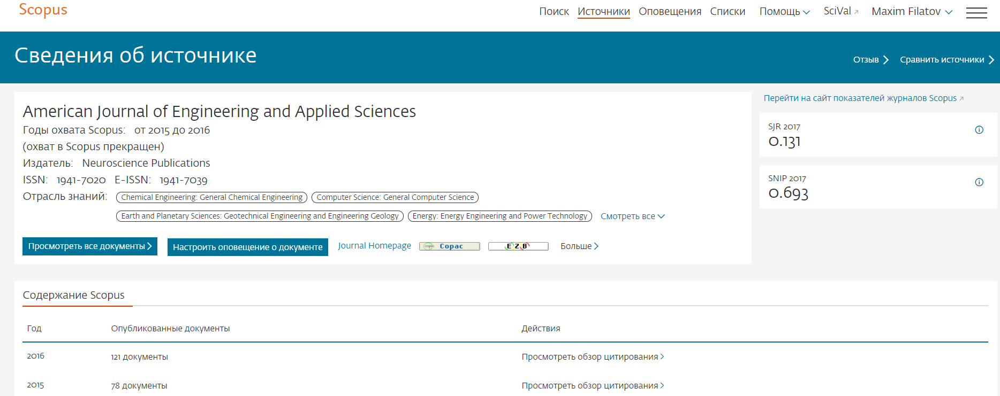 Scopus
Поиск Источники Оповещения Списки Помощь SciVal Maxim Filatov
Сведения об источнике
Отзыв Сравнить источники
American Journal of Engineering and Applied Sciences
Годы охвата Scopus: от 2015 до 2016
(охват в Scopus прекращен)
Издатель: Neuroscience Publications
ISSN: 1941-7020 E-ISSN: 1941-7039
Отрасль знаний: Chemical Engineering: General Chemical Engineering Computer Science: General Computer Science
Earth and Planetary Sciences: Geotechnical Engineering and Engineering Geology Energy: Energy Engineering and Power Technology Смотреть все
Просмотреть все документы Настроить оповещение о документе Journal Homepage copac Copac EZB Больше
Перейти на сайт показателей журналов Scopus
SJR 2017
0.131
SNIP 2017
0.693
Содержание Scopus
Год Опубликованные документы Действия
2016 121 документы Просмотреть обзор цитирования
2015 78 документы Просмотреть обзор цитирования